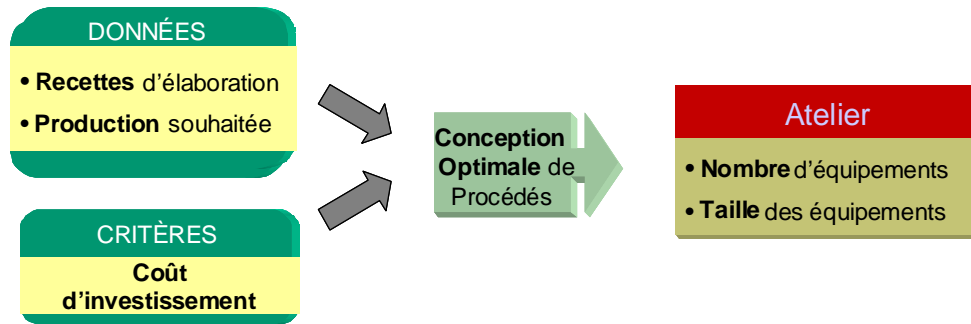 DONNÉES
• Recettes d'élaboration
• Production souhaitée
CRITÈRES
Coût
d'investissement
Conception
Optimale de
Procédés
Atelier
• Nombre d'équipements
• Taille des équipements